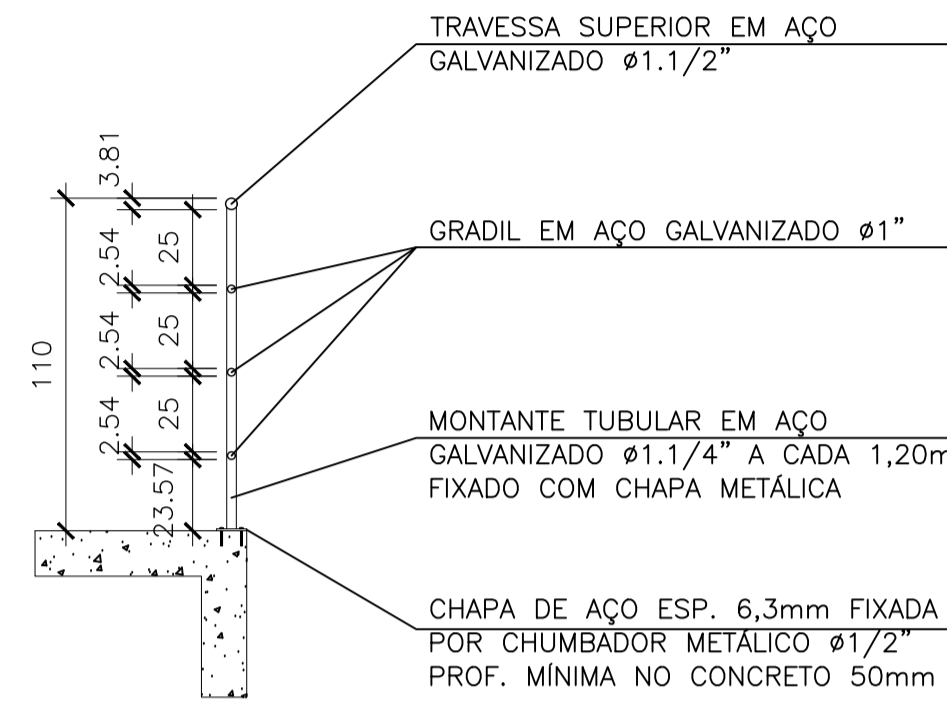 TRAVESSA SUPERIOR EM AÇO
GALVANIZADO ø1.1/2”
3.81
25
2.54
GRADIL EM AÇO GALVANIZADO ø1”
25
2.54
110
25
2.54
MONTANTE TUBULAR EM AÇO
GALVANIZADO ø1.1/4” A CADA 1,20m
FIXADO COM CHAPA METÁLICA
23.57
CHAPA DE AÇO ESP. 6,3mm FIXADA
POR CHUMBADOR METÁLICO ø1/2”
PROF. MÍNIMA NO CONCRETO 50mm